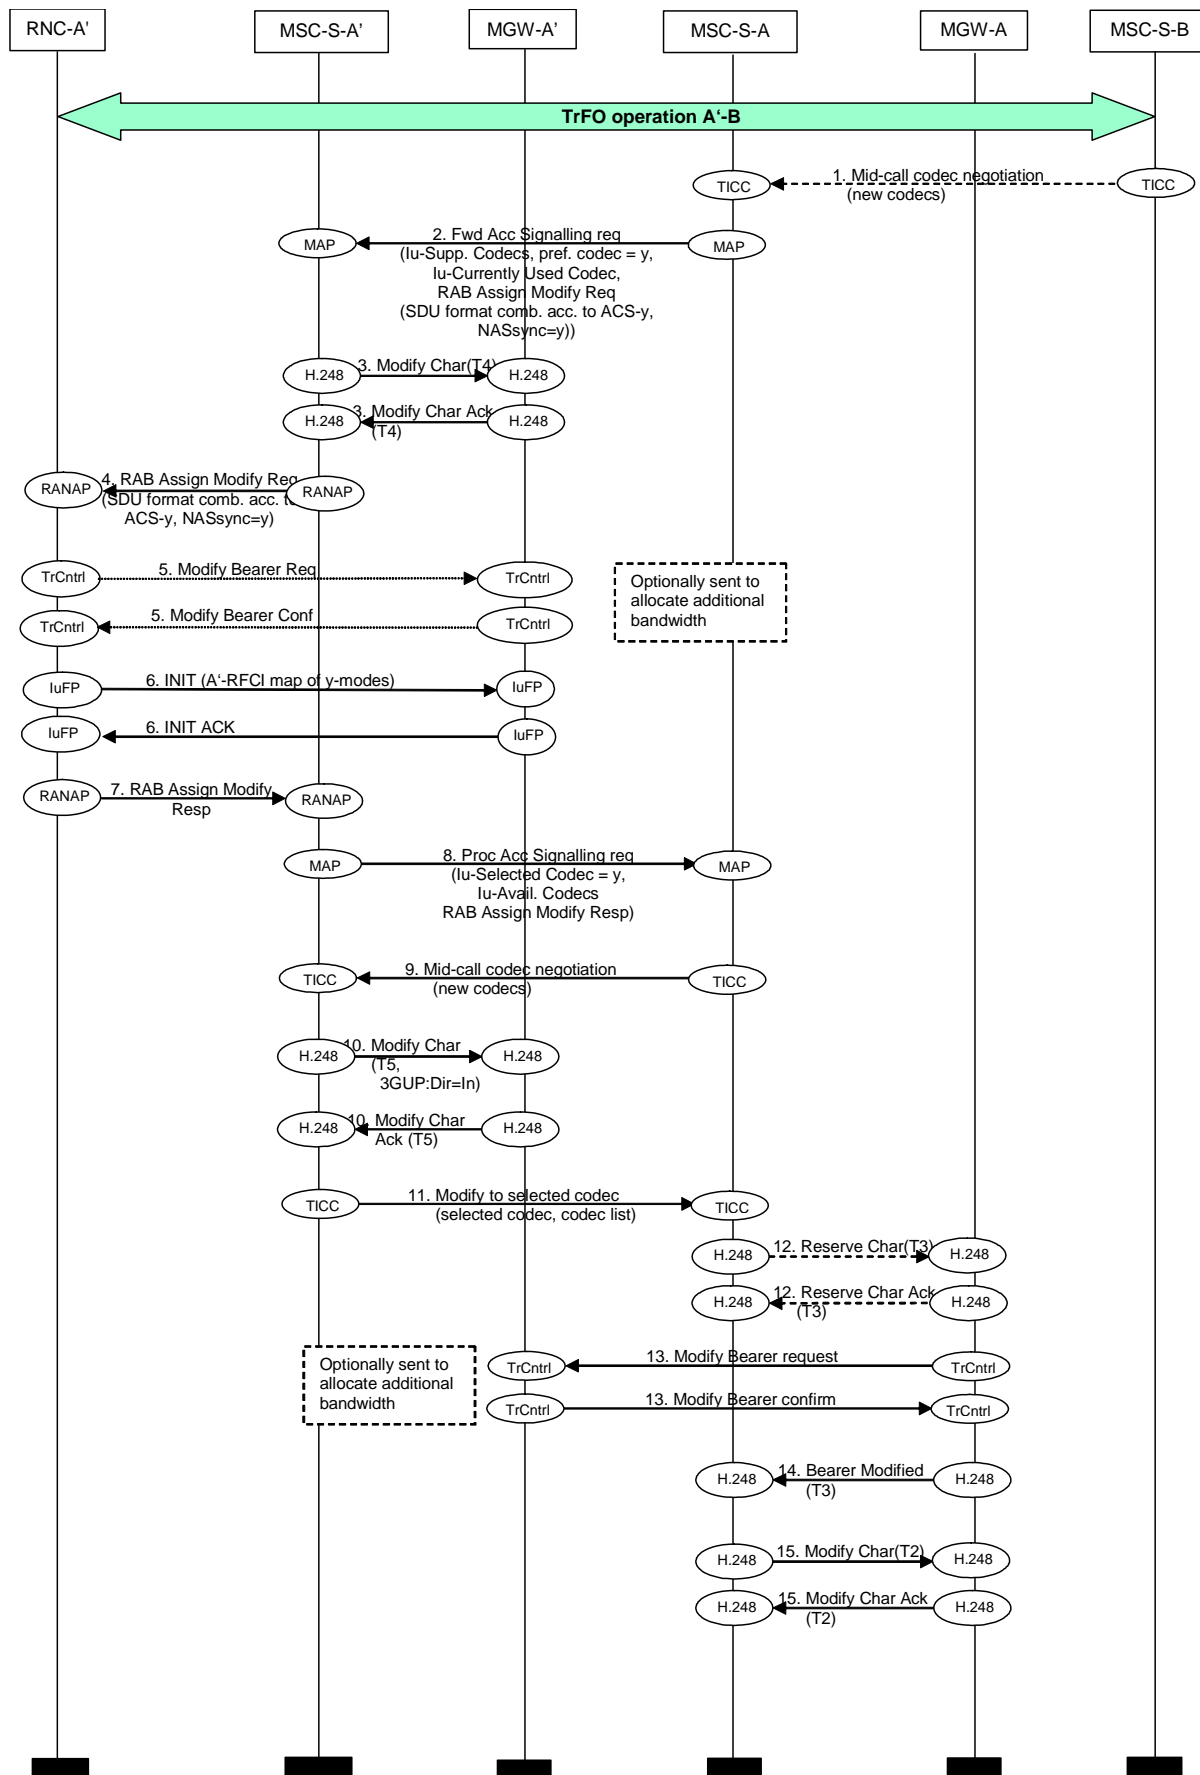 RNC-A'
MSC-S-A’
MGW-A’
MSC-S-A
MGW-A
MSC-S-B
TrFO operation A‘-B
TICC
1. Mid-call codec negotiation
(new codecs)
TICC
MAP
2. Fwd Acc Signalling req
(Iu-Supp. Codecs, pref. codec = y,
Iu-Currently Used Codec,
RAB Assign Modify Req
(SDU format comb. acc. to ACS-y,
NASsync=y))
MAP
H.248
3. Modify Char(T4)
H.248
H.248
3. Modify Char Ack
(T4)
H.248
RANAP
4. RAB Assign Modify Req
(SDU format comb. acc. to
ACS-y, NASsync=y)
RANAP
TrCntrl
5. Modify Bearer Req
TrCntrl
Optionally sent to
allocate additional
bandwidth
TrCntrl
5. Modify Bearer Conf
TrCntrl
IuFP
6. INIT (A‘-RFCI map of y-modes)
IuFP
IuFP
6. INIT ACK
IuFP
RANAP
7. RAB Assign Modify
Resp
RANAP
MAP
8. Proc Acc Signalling req
(Iu-Selected Codec = y,
Iu-Avail. Codecs
RAB Assign Modify Resp)
MAP
TICC
9. Mid-call codec negotiation
(new codecs)
TICC
H.248
10. Modify Char
(T5,
3GUP:Dir=In)
H.248
H.248
10. Modify Char
Ack (T5)
H.248
TICC
11. Modify to selected codec
(selected codec, codec list)
TICC
H.248
12. Reserve Char(T3)
H.248
H.248
12. Reserve Char Ack
(T3)
H.248
Optionally sent to
allocate additional
bandwidth
TrCntrl
13. Modify Bearer request
TrCntrl
TrCntrl
13. Modify Bearer confirm
TrCntrl
H.248
14. Bearer Modified
(T3)
H.248
H.248
15. Modify Char(T2)
H.248
H.248
15. Modify Char Ack
(T2)
H.248